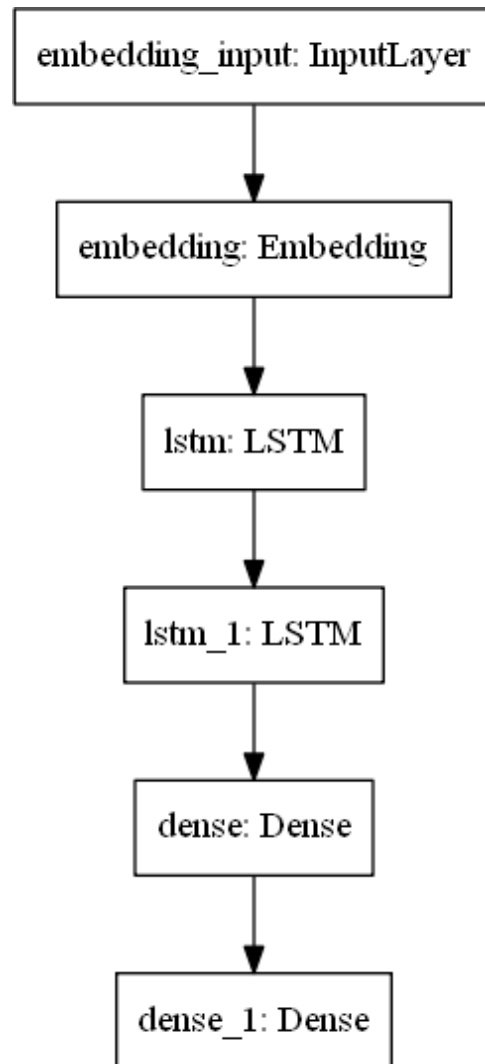 embedding_input: InputLayer
embedding: Embedding
lstm: LSTM
lstm_1: LSTM
dense: Dense
dense_1: Dense